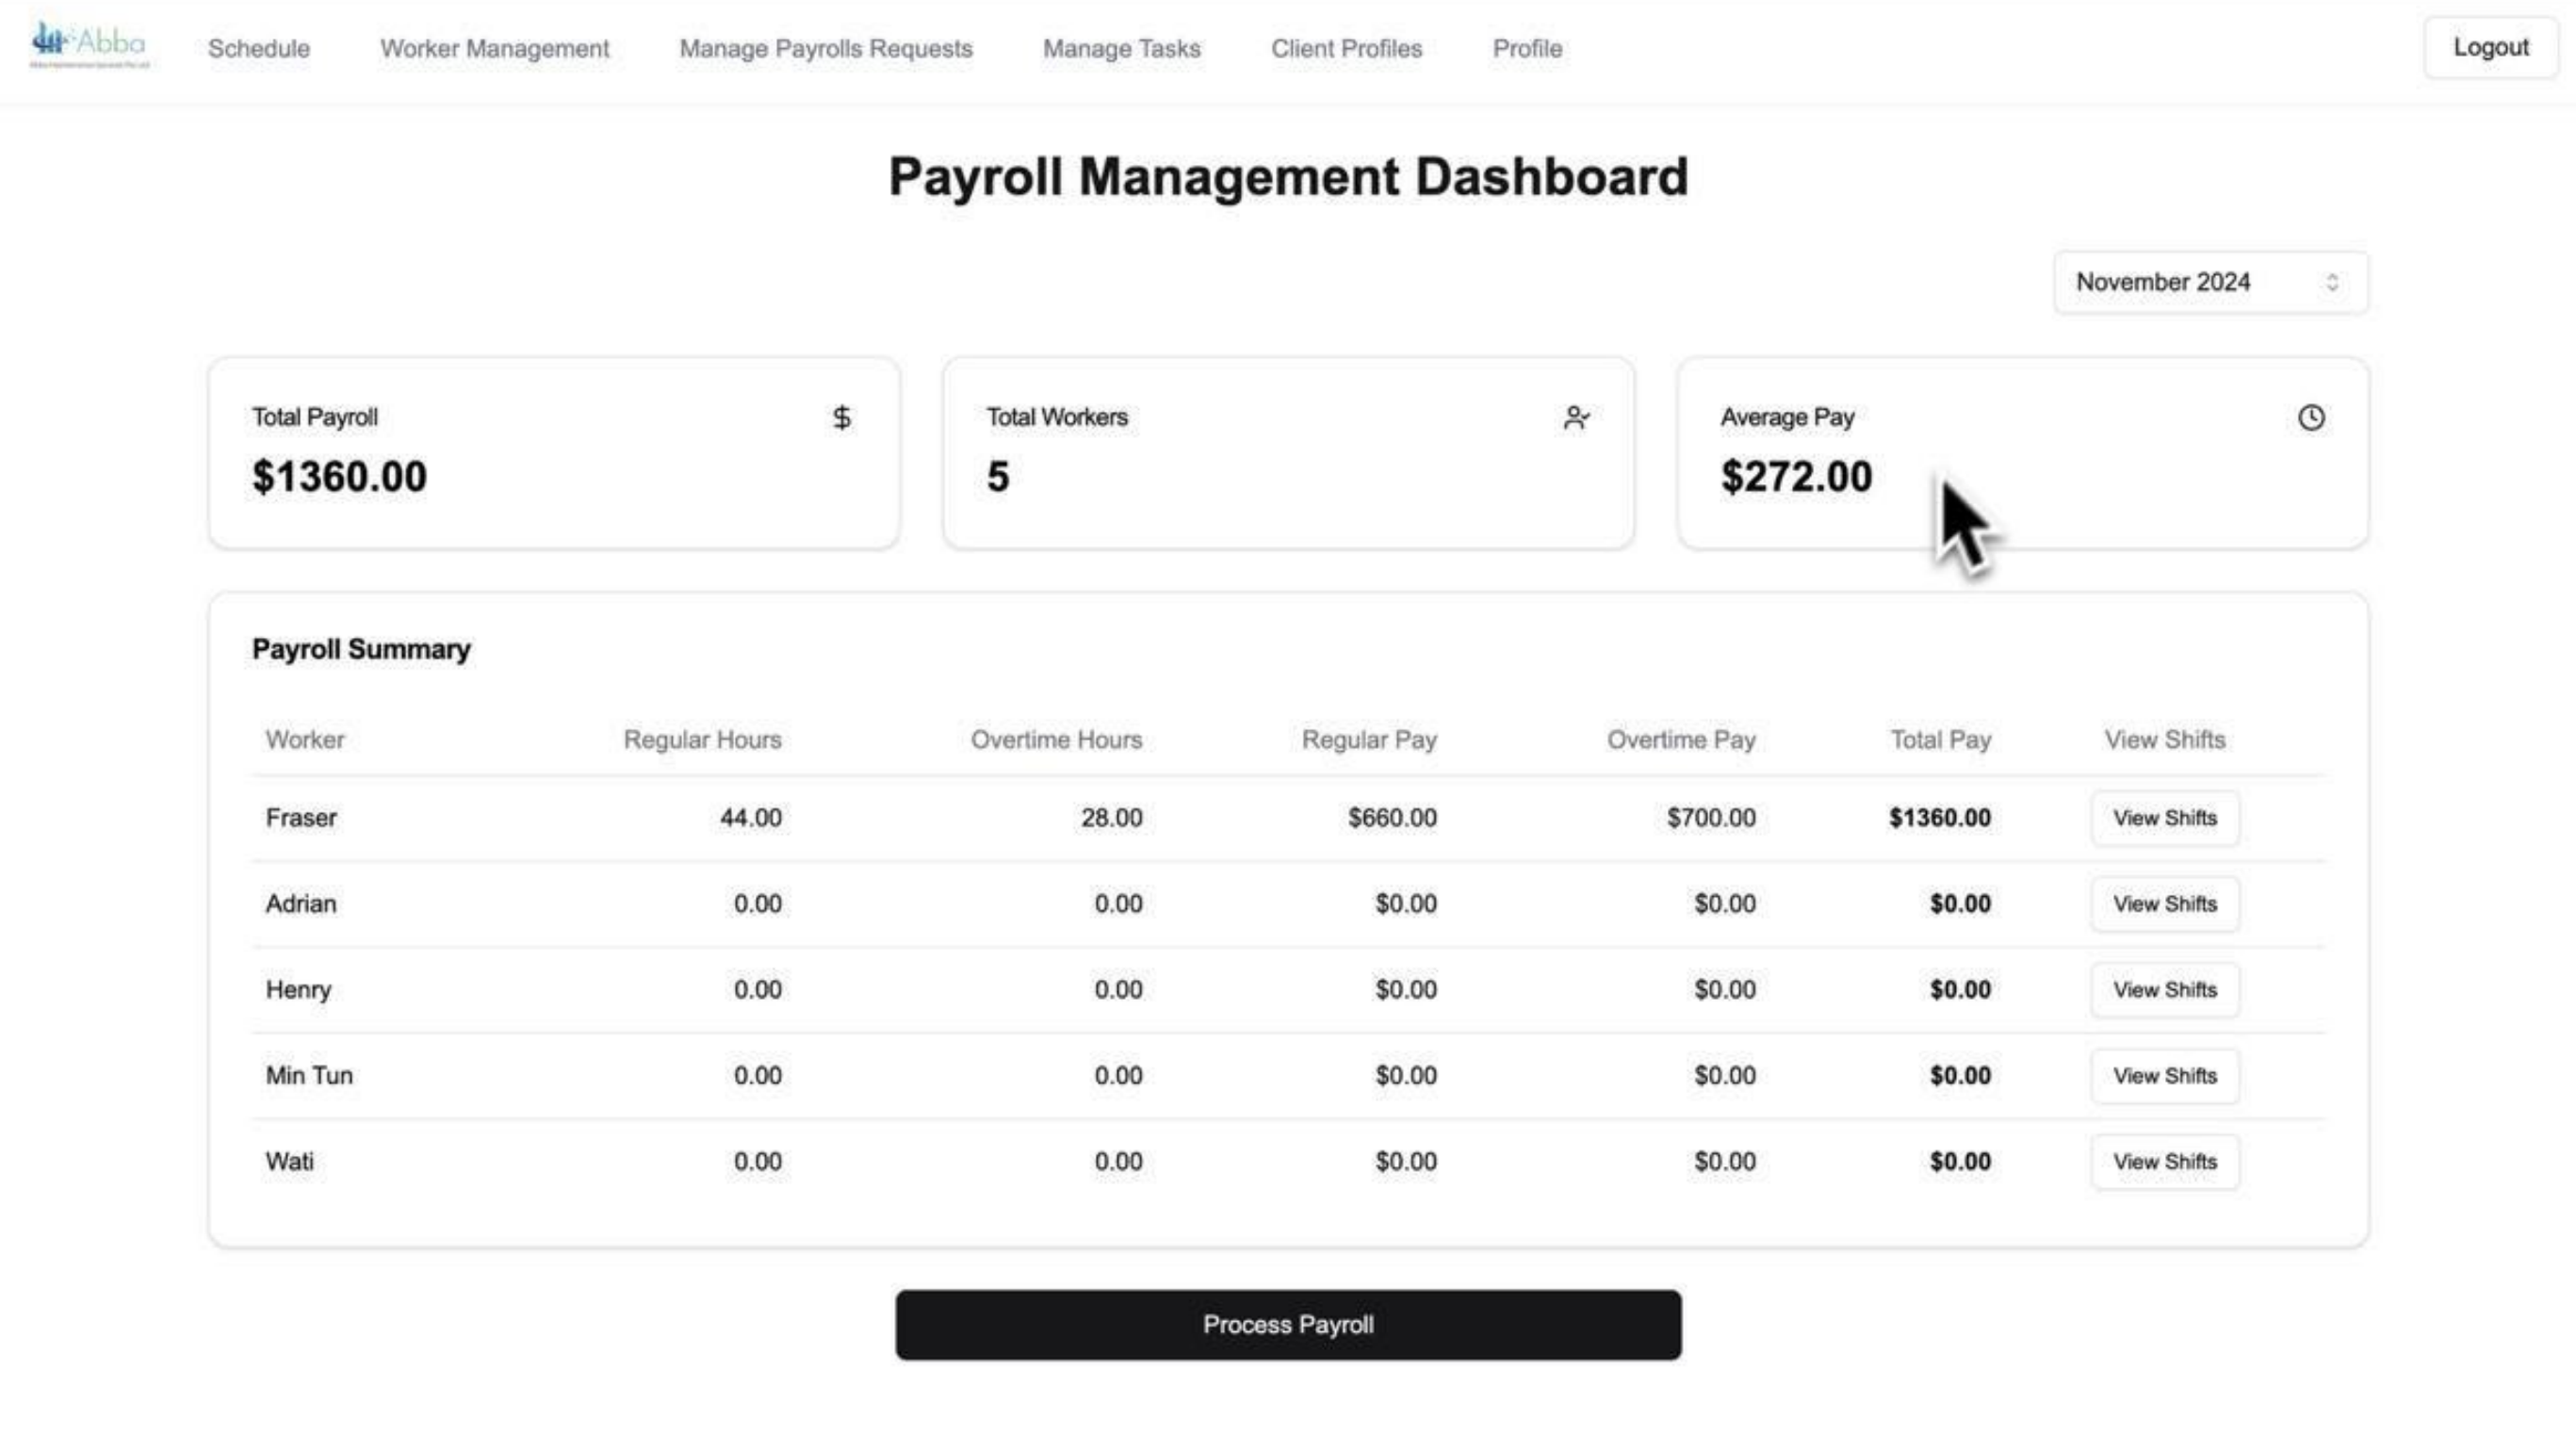 Abba
Schedule Worker Management Manage Payrolls Requests Manage Tasks Client Profiles Profile Logout
Payroll Management Dashboard
November 2024
Total Payroll $
$1360.00
Total Workers
5
Average Pay
$272.00
Payroll Summary
Worker Regular Hours Overtime Hours Regular Pay Overtime Pay Total Pay View Shifts
Fraser 44.00 28.00 $660.00 $700.00 $1360.00 View Shifts
Adrian 0.00 0.00 $0.00 $0.00 $0.00 View Shifts
Henry 0.00 0.00 $0.00 $0.00 $0.00 View Shifts
Min Tun 0.00 0.00 $0.00 $0.00 $0.00 View Shifts
Wati 0.00 0.00 $0.00 $0.00 $0.00 View Shifts
Process Payroll